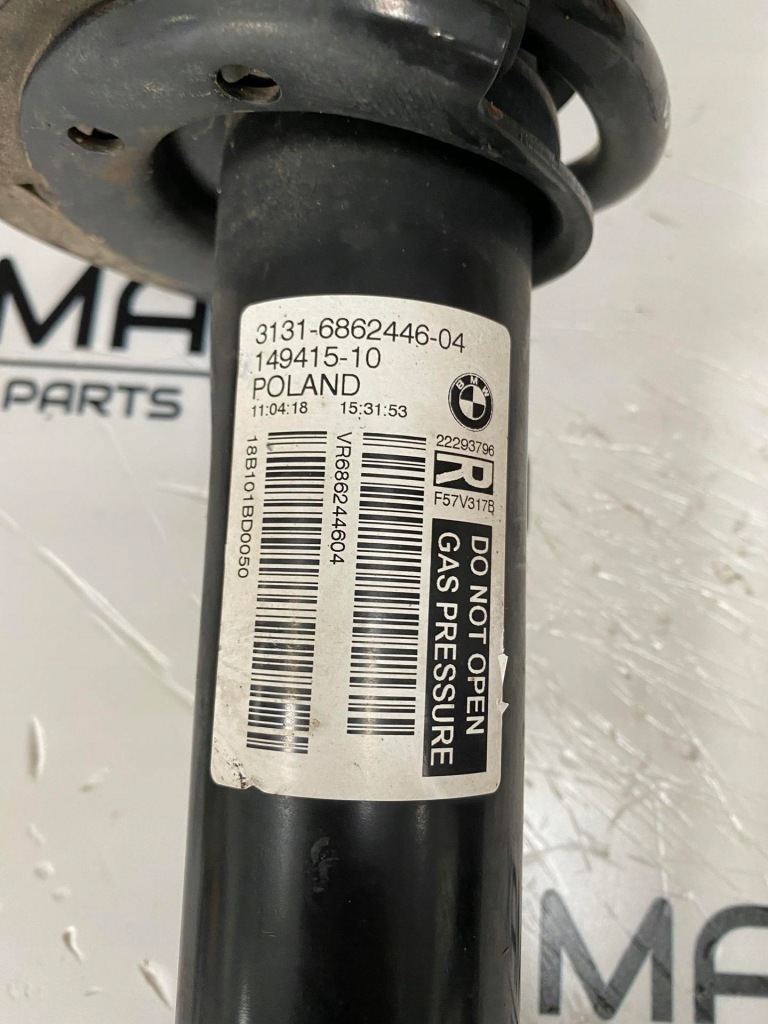 3131-6862446-04
149415-10
POLAND
11:04:18 15:31:53
BMW
22293796
R
F57V317B
18B101BD0050
VR686244604
DO NOT OPEN
GAS PRESSURE
MA
PARTS
MA